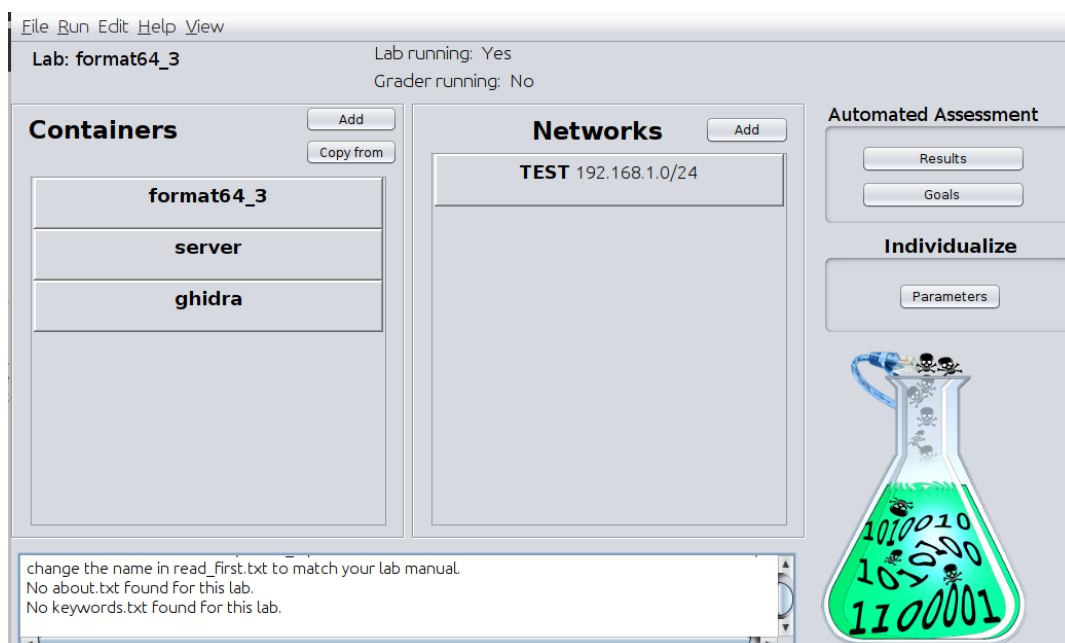 File Run Edit Help View
Lab: format64_3
Lab running: Yes
Grader running: No
Containers
Add
Copy from
format64_3
server
ghidra
Networks
Add
TEST 192.168.1.0/24
Automated Assessment
Results
Goals
Individualize
Parameters
1010010
10100
10100
1100001
change the name in read_first.txt to match your lab manual.
No about.txt found for this lab.
No keywords.txt found for this lab.